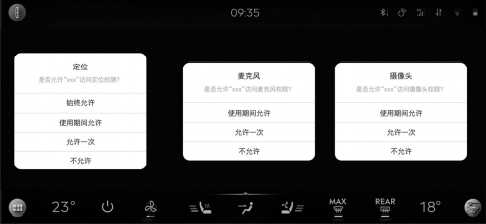 09:35
定位
是否允许“xxx”访问定位权限?
始终允许
使用期间允许
允许一次
不允许
麦克风
是否允许“xxx”访问麦克风权限?
使用期间允许
允许一次
不允许
摄像头
是否允许“xxx”访问摄像头权限?
使用期间允许
允许一次
不允许
23°
MAX
REAR
18°